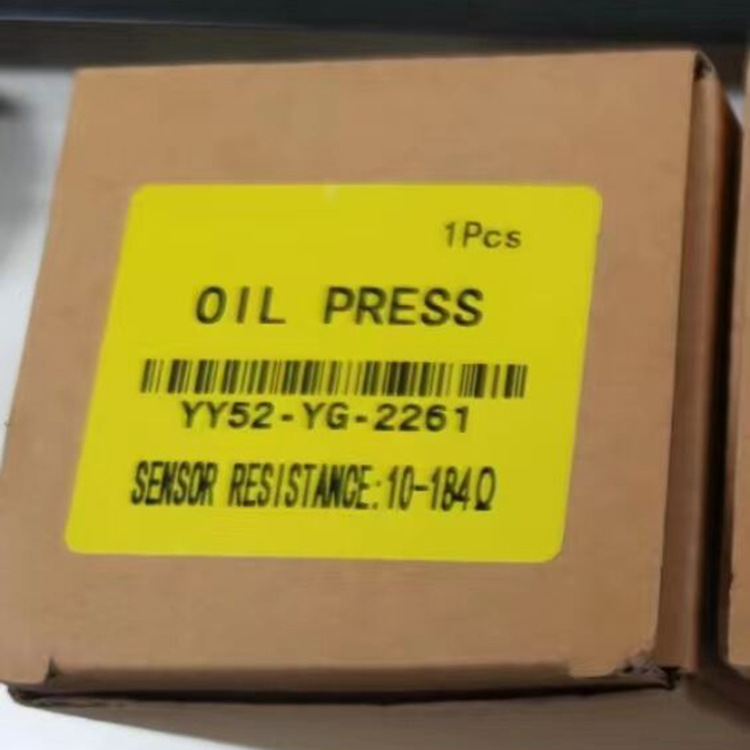 1Pcs
OIL PRESS
YY52-YG-2261
SENSOR RESISTANCE:10-184Ω